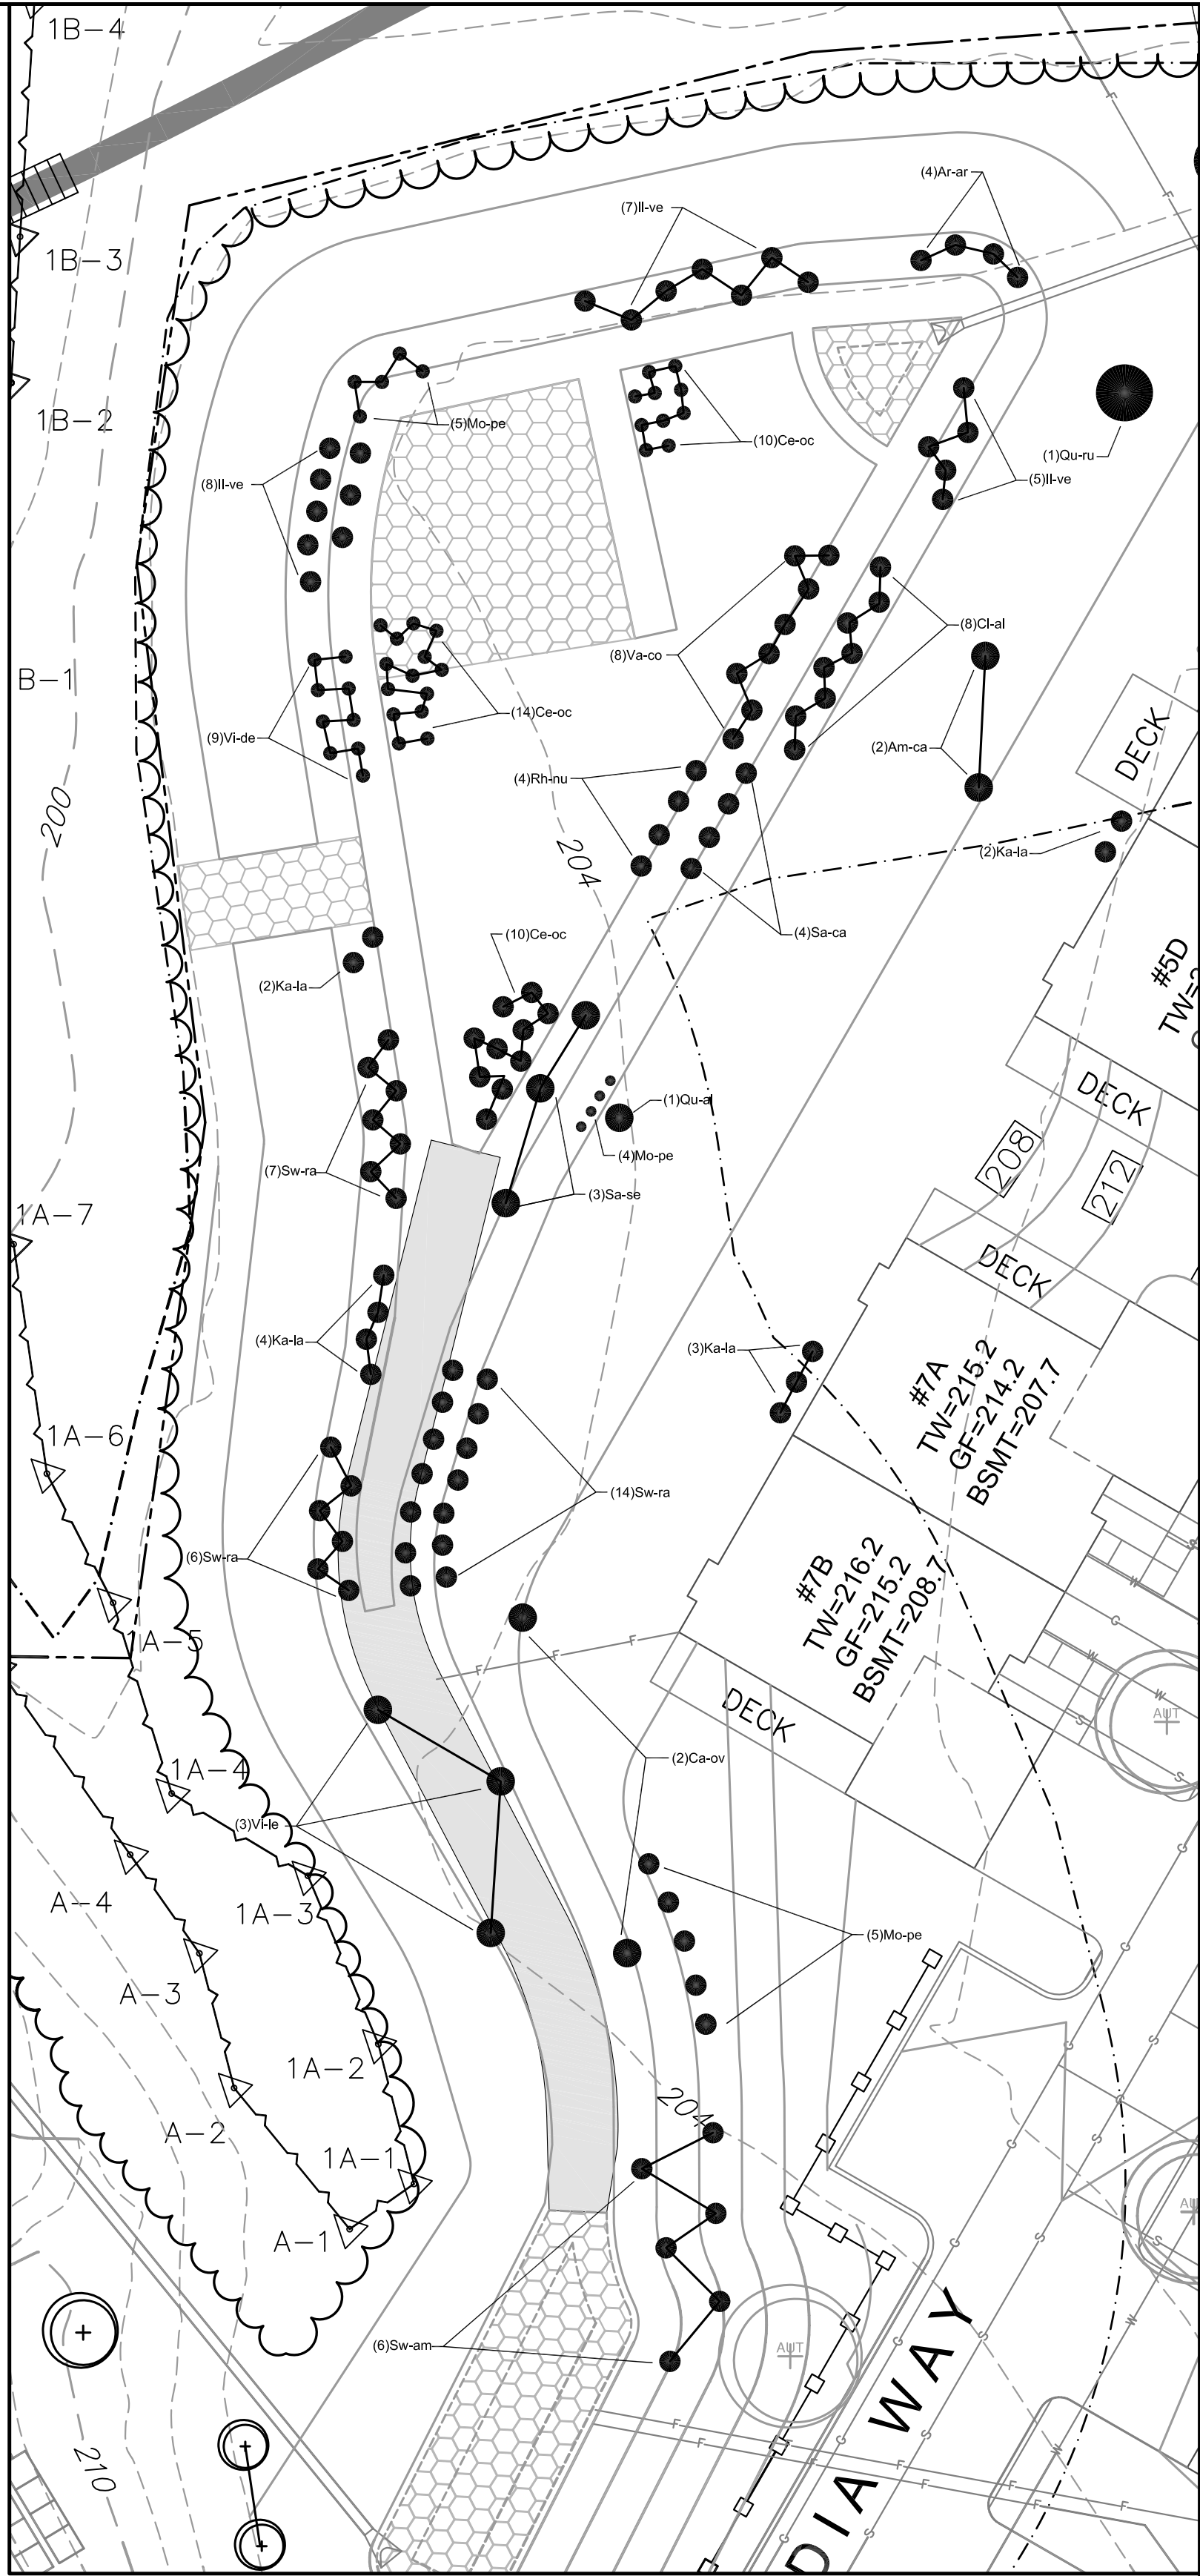 1B-4
(4)Ar-ar
(7)Il-ve
1B-3
1B-2
(5)Mo-pe
(10)Ce-oc
(1)Qu-ru
(8)Il-ve
(5)Il-ve
(8)Cl-al
(8)Va-co
B-1
(14)Ce-oc
(9)Vi-de
(2)Am-ca
DECK
(4)Rh-nu
200
204
(2)Ka-la
(4)Sa-ca
(10)Ce-oc
#5D
(2)Ka-la
DECK
(1)Qu-a
(4)Mo-pe
208
(7)Sw-ra
212
(3)Sa-se
1A-7
DECK
(4)Ka-la
(3)Ka-la
#7A
TW=215.2
GF=214.2
BSMT=207.7
1A-6
(14)Sw-ra
(6)Sw-ra
#7B
TW=216.2
GF=215.2
BSMT=208.7
1A-5
F F F
DECK
AUT
(2)Ca-ov
1A-4
(3)Vi-le
A-4
1A-3
(5)Mo-pe
A-3
1A-2
204
A-2
1A-1
A-1
(6)Sw-am
AUT
210
DIA WAY